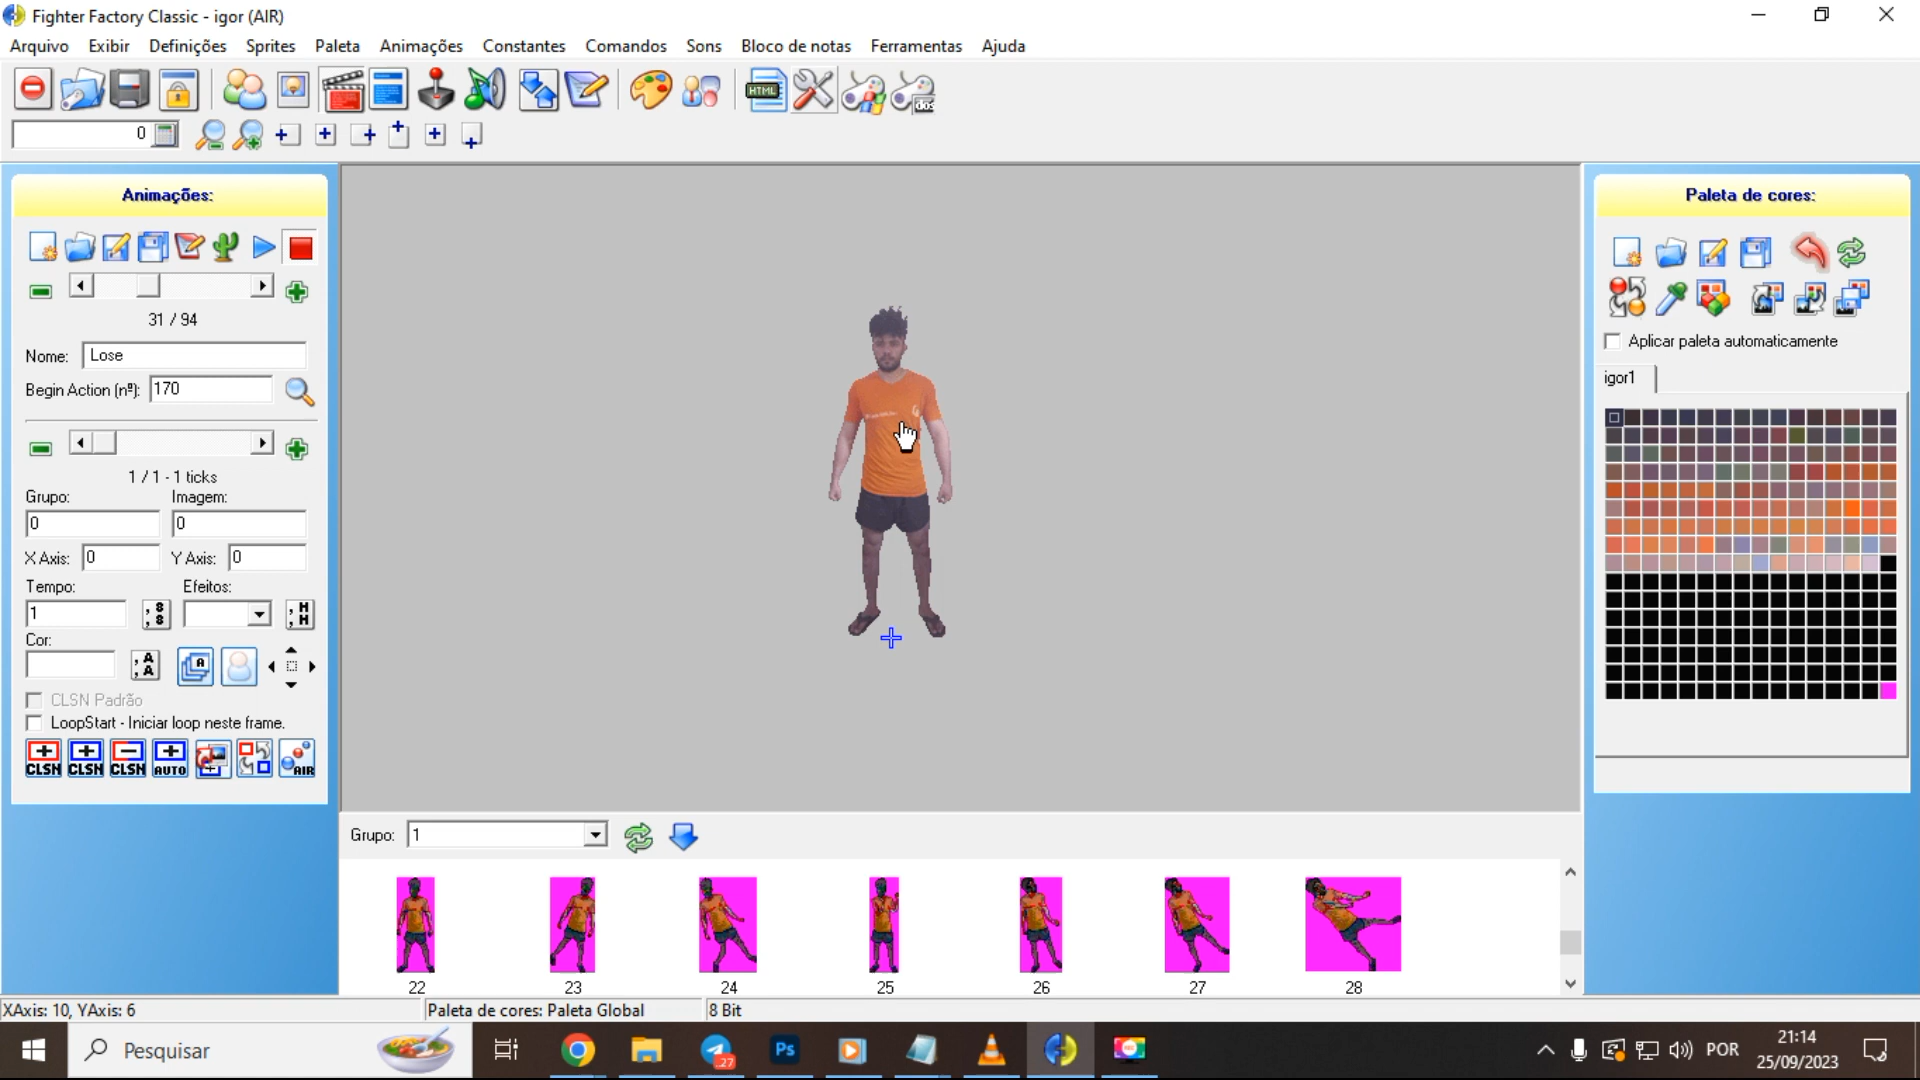 Fighter Factory Classic - igor (AIR)
Arquivo Exibir Definições Sprites Paleta Animações Constantes Comandos Sons Bloco de notas Ferramentas Ajuda
HTML
dos
0
Animações:
31 / 94
Nome: Lose
Begin Action (nº): 170
1 / 1 - 1 ticks
Grupo: Imagem:
0 0
X Axis: 0 Y Axis: 0
Tempo: Efeitos:
1
Cor:
CLSN Padrão
LoopStart - Iniciar loop neste frame.
CLSN CLSN CLSN AUTO AIR
Paleta de cores:
Aplicar paleta automaticamente
igor1
Grupo: 1
22 23 24 25 26 27 28
XAxis: 10, YAxis: 6 Paleta de cores: Paleta Global 8 Bit
Pesquisar
27
Ps
POR
21:14
25/09/2023